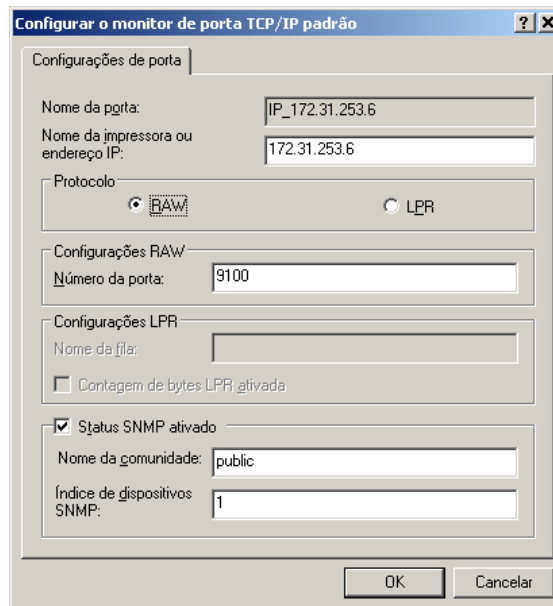 Configurar o monitor de porta TCP/IP padrão
Configurações de porta
Nome da porta:
IP_172.31.253.6
Nome da impressora ou
endereço IP:
172.31.253.6
Protocolo
RAW
LPR
Configurações RAW
Número da porta:
9100
Configurações LPR
Nome da fila:
Contagem de bytes LPR ativada
Status SNMP ativado
Nome da comunidade:
public
Índice de dispositivos
SNMP:
1
OK
Cancelar